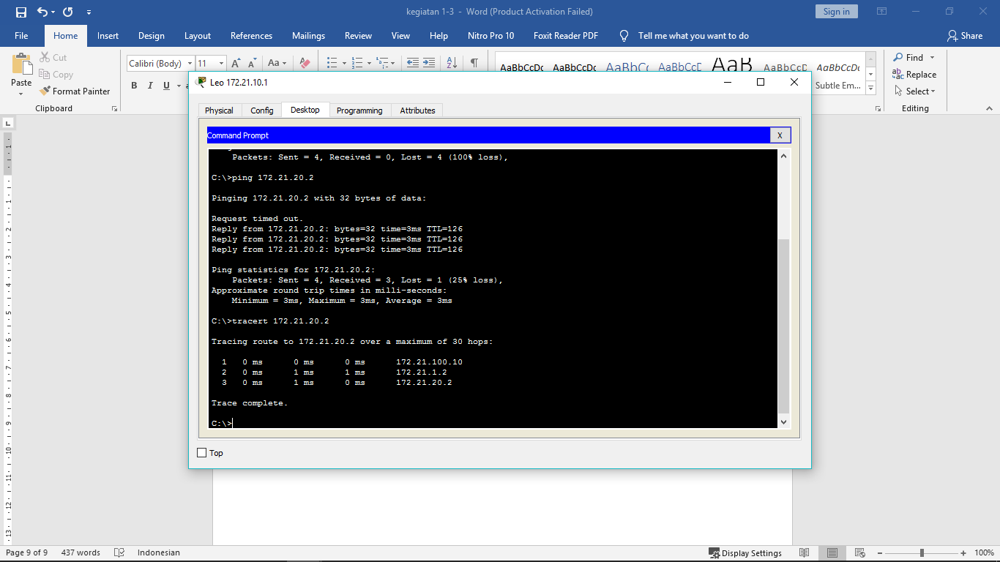 kegiatan 1-3 - Word (Product Activation Failed)
Sign in
File Home Insert Design Layout References Mailings Review View Help Nitro Pro 10 Foxit Reader PDF Tell me what you want to do Share
Paste
Cut
Copy
Format Painter
Clipboard
Calibri (Body) 11
Aa
B I U
AaBbCcDc AaBbCcDc AaBbCc AaBbCcD AaB AaBbCcD AaBbCcDc
Subtle Em...
Find
Replace
Select
Editing
Leo 172.21.10.1
Physical Config Desktop Programming Attributes
Command Prompt
X
Packets: Sent = 4, Received = 0, Lost = 4 (100% loss),
C:\>ping 172.21.20.2
Pinging 172.21.20.2 with 32 bytes of data:
Request timed out.
Reply from 172.21.20.2: bytes=32 time=3ms TTL=126
Reply from 172.21.20.2: bytes=32 time=3ms TTL=126
Reply from 172.21.20.2: bytes=32 time=3ms TTL=126
Ping statistics for 172.21.20.2:
Packets: Sent = 4, Received = 3, Lost = 1 (25% loss),
Approximate round trip times in milli-seconds:
Minimum = 3ms, Maximum = 3ms, Average = 3ms
C:\>tracert 172.21.20.2
Tracing route to 172.21.20.2 over a maximum of 30 hops:
1 0 ms 0 ms 0 ms 172.21.100.10
2 0 ms 1 ms 1 ms 172.21.1.2
3 0 ms 1 ms 0 ms 172.21.20.2
Trace complete.
C:\>
Top
Page 9 of 9 437 words Indonesian Display Settings 100%